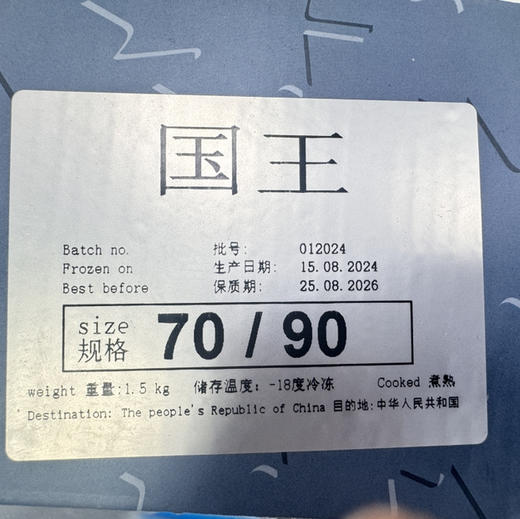 国王
Batch no. 批号: 012024
Frozen on 生产日期: 15.08.2024
Best before 保质期: 25.08.2026
size 规格 70 / 90
weight 重量:1.5 kg 储存温度: -18度冷冻 Cooked 煮熟
Destination: The people's Republic of China 目的地:中华人民共和国